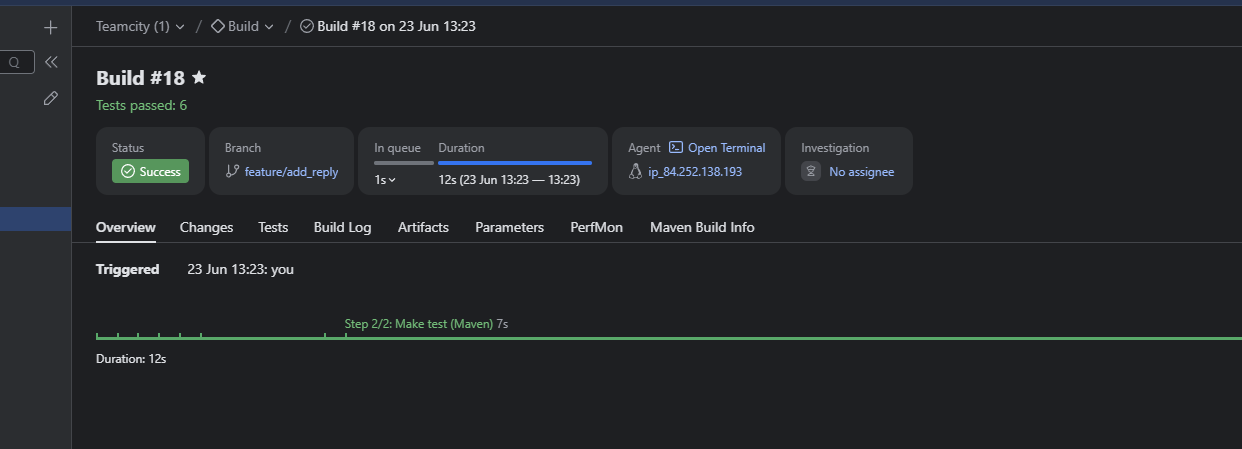 Teamcity (1) / Build / Build #18 on 23 Jun 13:23
Build #18
Tests passed: 6
Status
Success
Branch
feature/add_reply
In queue Duration
1s 12s (23 Jun 13:23 — 13:23)
Agent Open Terminal
ip_84.252.138.193
Investigation
No assignee
Overview Changes Tests Build Log Artifacts Parameters PerfMon Maven Build Info
Triggered 23 Jun 13:23: you
Step 2/2: Make test (Maven) 7s
Duration: 12s